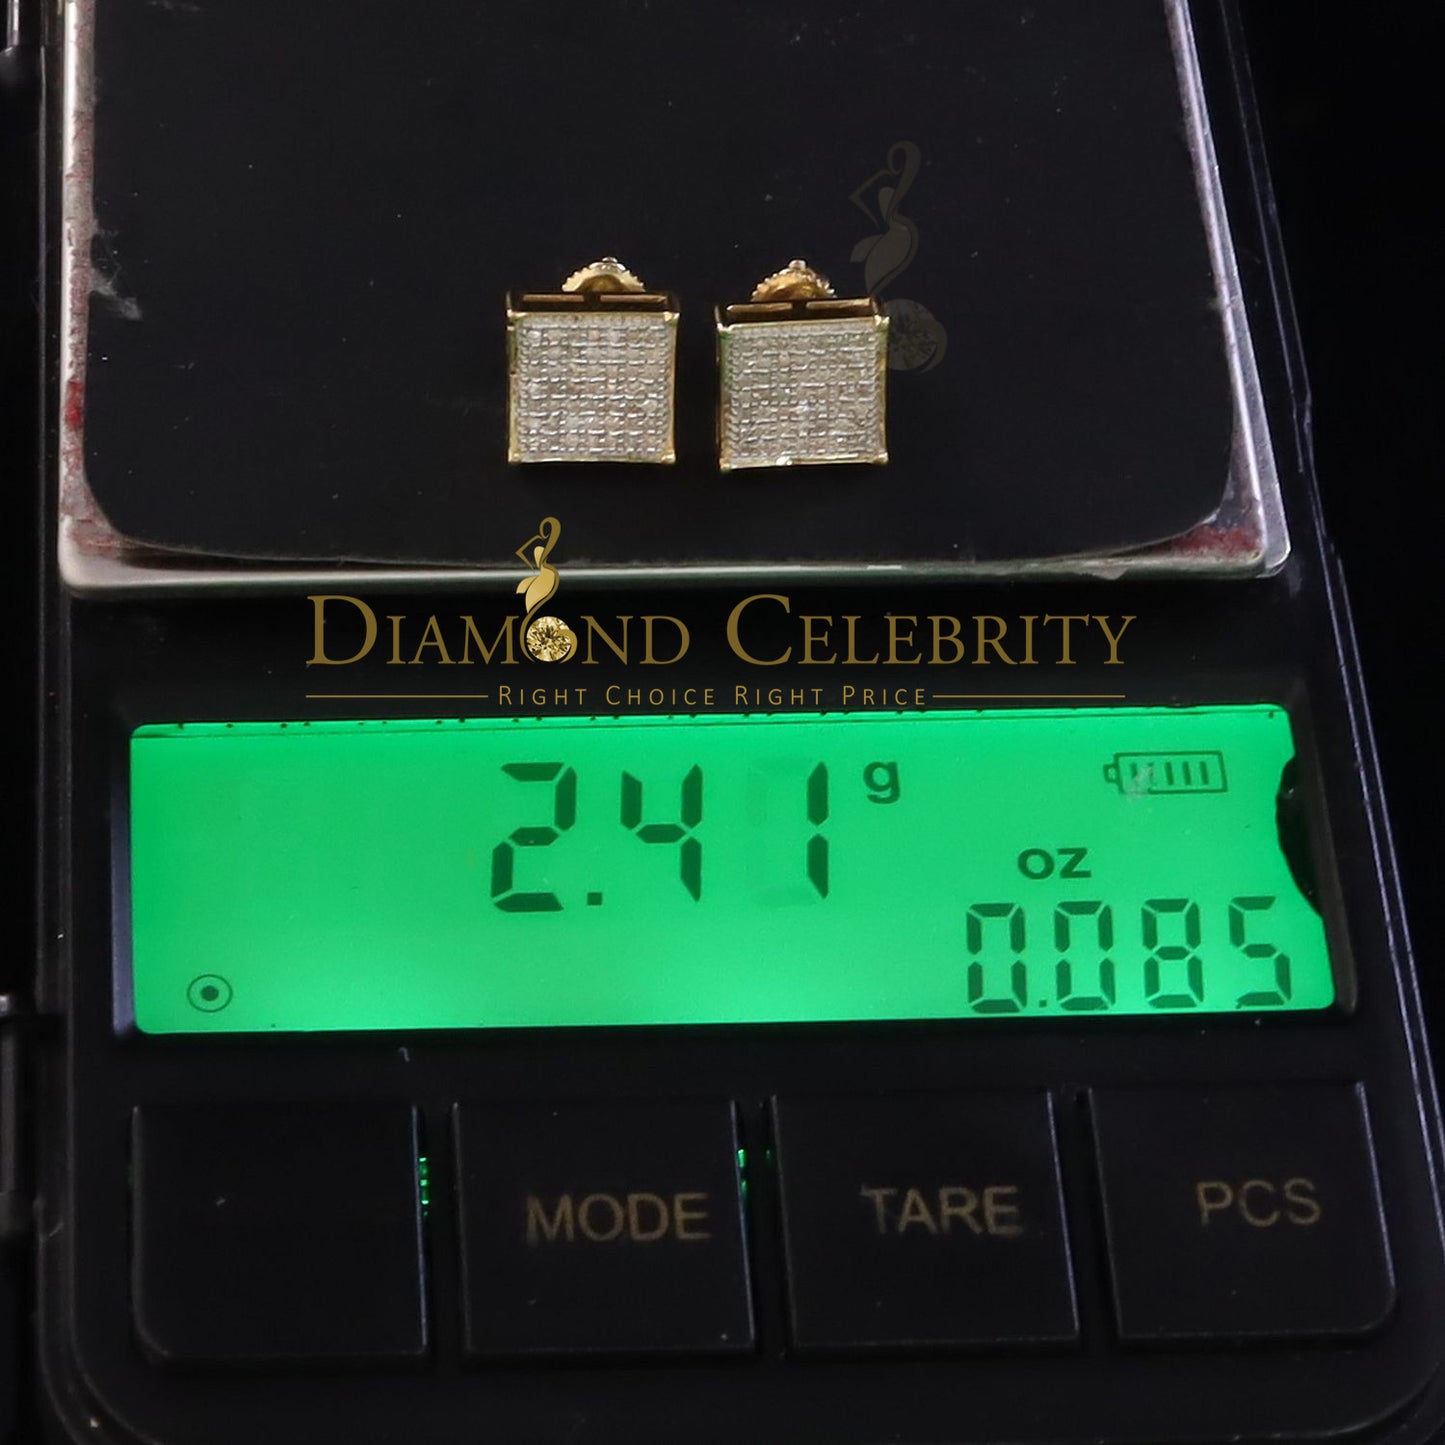 DIAMOND CELEBRITY
RIGHT CHOICE RIGHT PRICE
2.41 g
oz
0.085
MODE TARE PCS